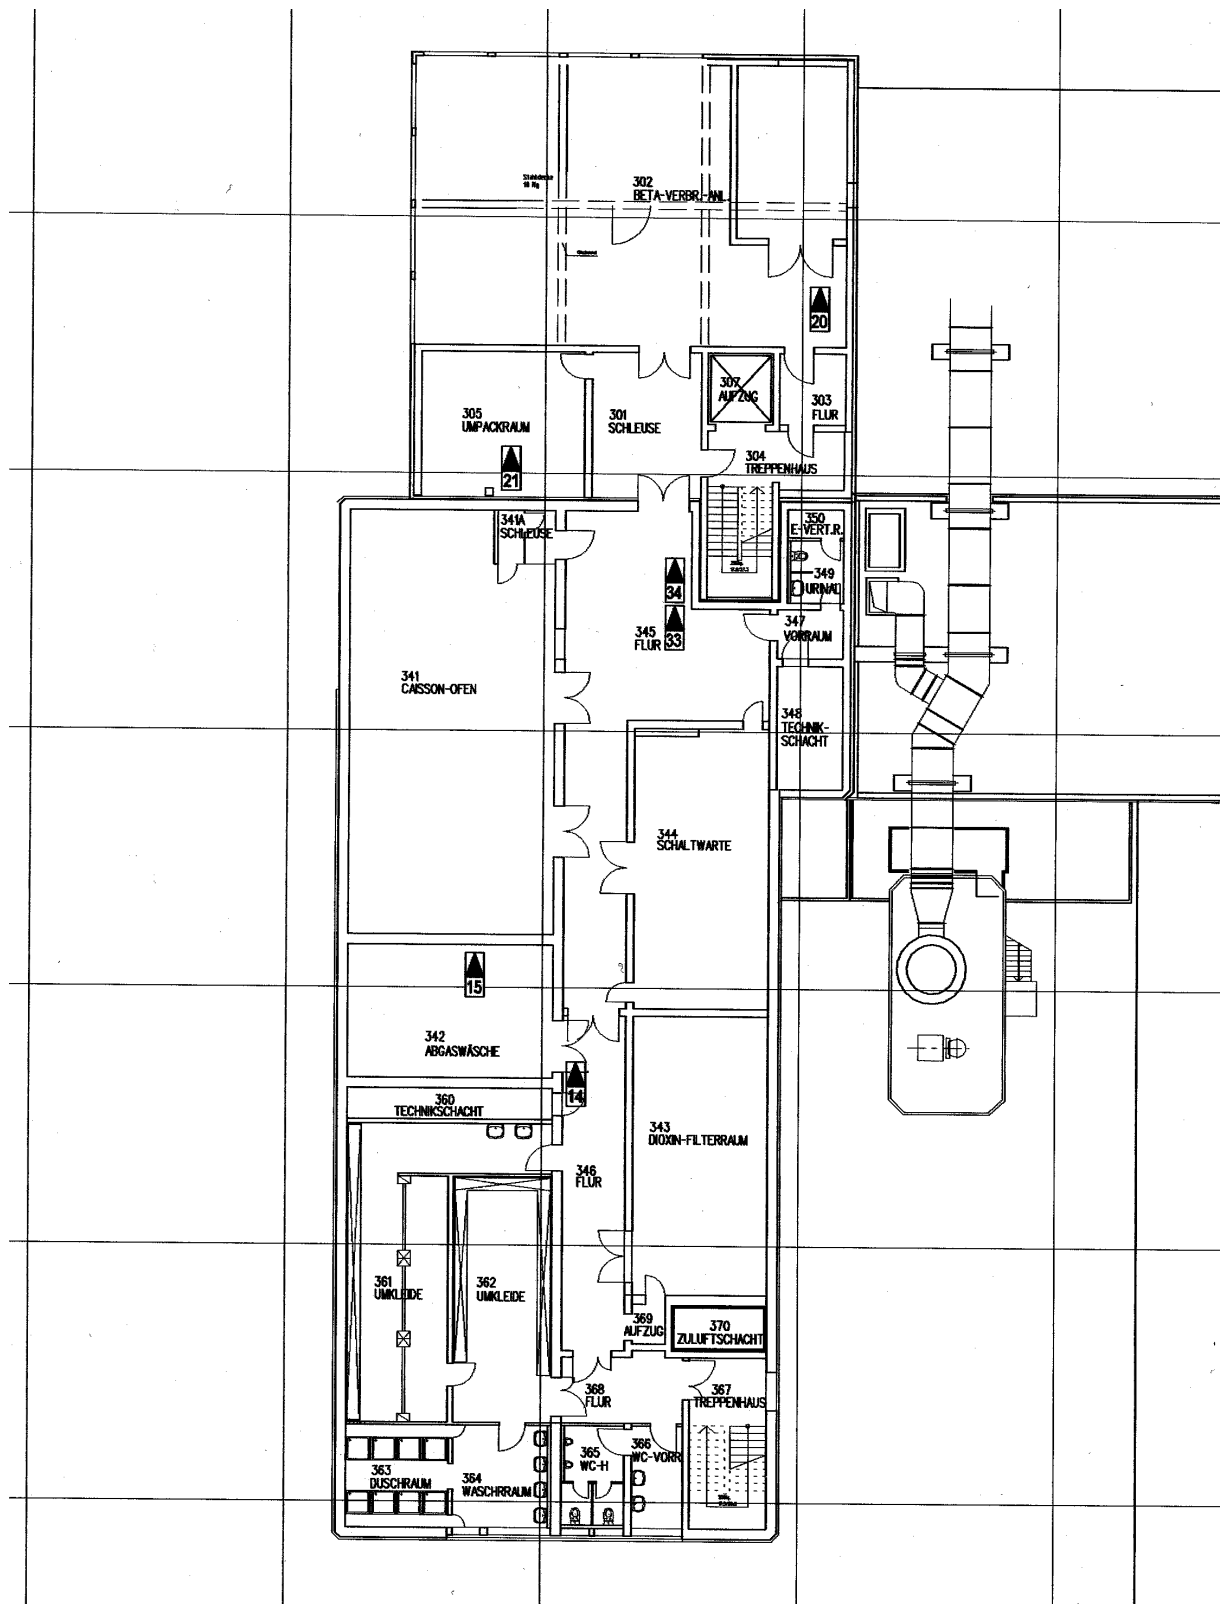 302
BETA-VERBR.-ANL.
20
307
AUFZUG
303
FLUR
305
UMPACKRAUM
301
SCHLEUSE
304
TREPPENHAUS
21
341A
SCHLEUSE
350
E-VERT.R.
349
URINAL
34
33
345
FLUR
347
VORRAUM
341
CAISSON-OFEN
348
TECHNIK-
SCHACHT
344
SCHALTWARTE
15
342
ABGASWÄSCHE
14
360
TECHNIKSCHACHT
343
DIOXIN-FILTERRAUM
346
FLUR
361
UMKLEIDE
362
UMKLEIDE
369
AUFZUG
370
ZULUFTSCHACHT
368
FLUR
367
TREPPENHAUS
365
WC-H
366
WC-VORR
363
DUSCHRAUM
364
WASCHRRAUM